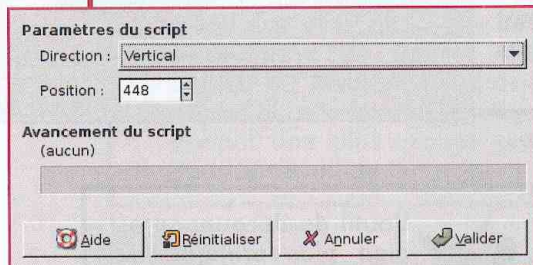 Paramètres du script
Direction : Vertical
Position : 448
Avancement du script
(aucun)
Aide Réinitialiser Annuler Valider